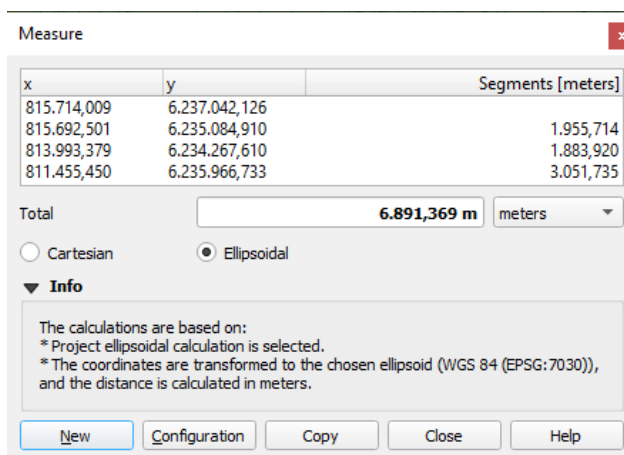 Measure
x y Segments [meters]
815.714,009 6.237.042,126
815.692,501 6.235.084,910 1.955,714
813.993,379 6.234.267,610 1.883,920
811.455,450 6.235.966,733 3.051,735
Total 6.891,369 m meters
Cartesian Ellipsoidal
Info
The calculations are based on:
* Project ellipsoidal calculation is selected.
* The coordinates are transformed to the chosen ellipsoid (WGS 84 (EPSG:7030)),
and the distance is calculated in meters.
New Configuration Copy Close Help